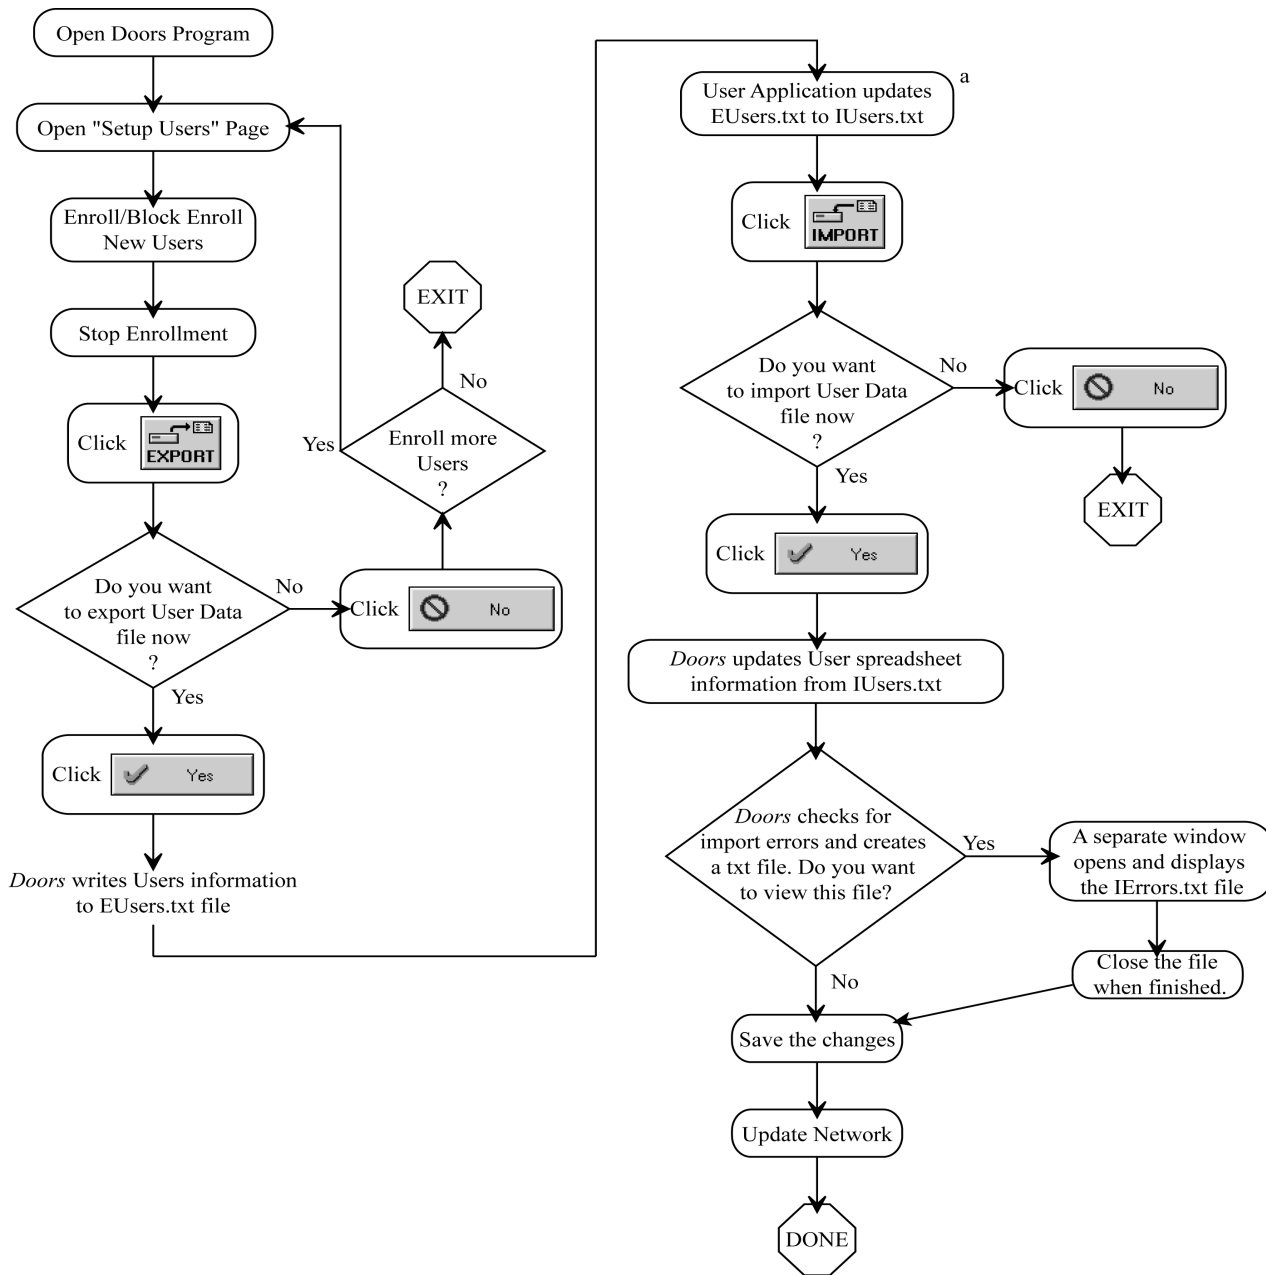 Open Doors Program
Open "Setup Users" Page
Enroll/Block Enroll
New Users
Stop Enrollment
Click
EXPORT
Do you want
to export User Data
file now
?
No
Click
No
Enroll more
Users
?
Yes
No
EXIT
Yes
Click
Yes
Doors writes Users information
to EUsers.txt file
User Application updates
EUsers.txt to IUsers.txt
a
Click
IMPORT
Do you want
to import User Data
file now
?
No
Click
No
EXIT
Yes
Click
Yes
Doors updates User spreadsheet
information from IUsers.txt
Doors checks for
import errors and creates
a txt file. Do you want
to view this file?
Yes
A separate window
opens and displays
the IErrors.txt file
Close the file
when finished.
No
Save the changes
Update Network
DONE